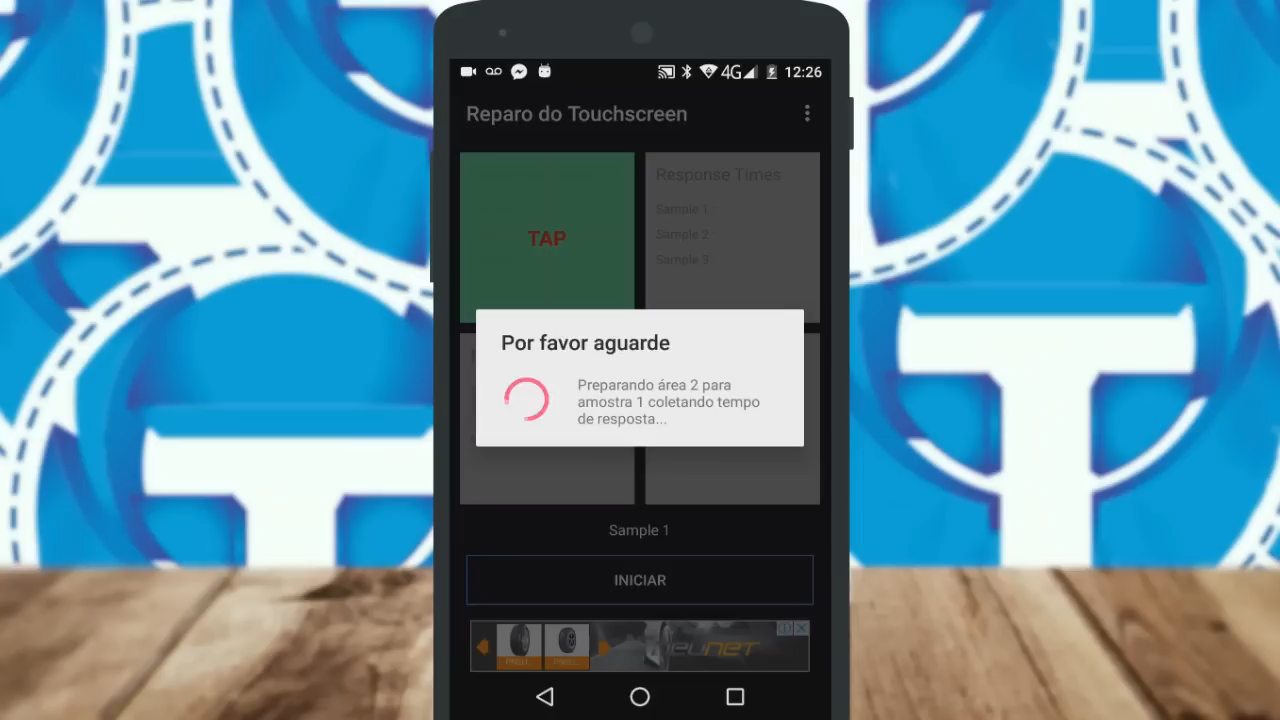 4G 12:26
Reparo do Touchscreen
TAP
Response Times
Sample 1
Sample 2
Sample 3
Por favor aguarde
Preparando área 2 para
amostra 1 coletando tempo
de resposta...
Sample 1
INICIAR